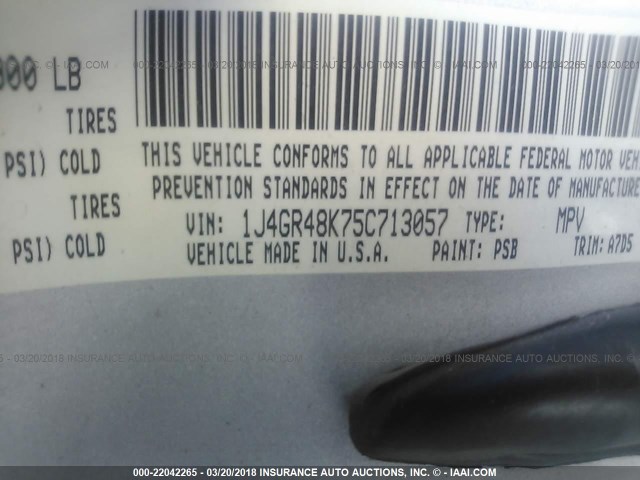 000 LB
TIRES
PSI) COLD
TIRES
PSI) COLD
THIS VEHICLE CONFORMS TO ALL APPLICABLE FEDERAL MOTOR VEH
PREVENTION STANDARDS IN EFFECT ON THE DATE OF MANUFACTUR
VIN: 1J4GR48K75C713057 TYPE: MPV
VEHICLE MADE IN U.S.A. PAINT: PSB TRIM: A7D5
000-22042265 - 03/20/2018 INSURANCE AUTO AUCTIONS, INC. - © - IAAI.COM